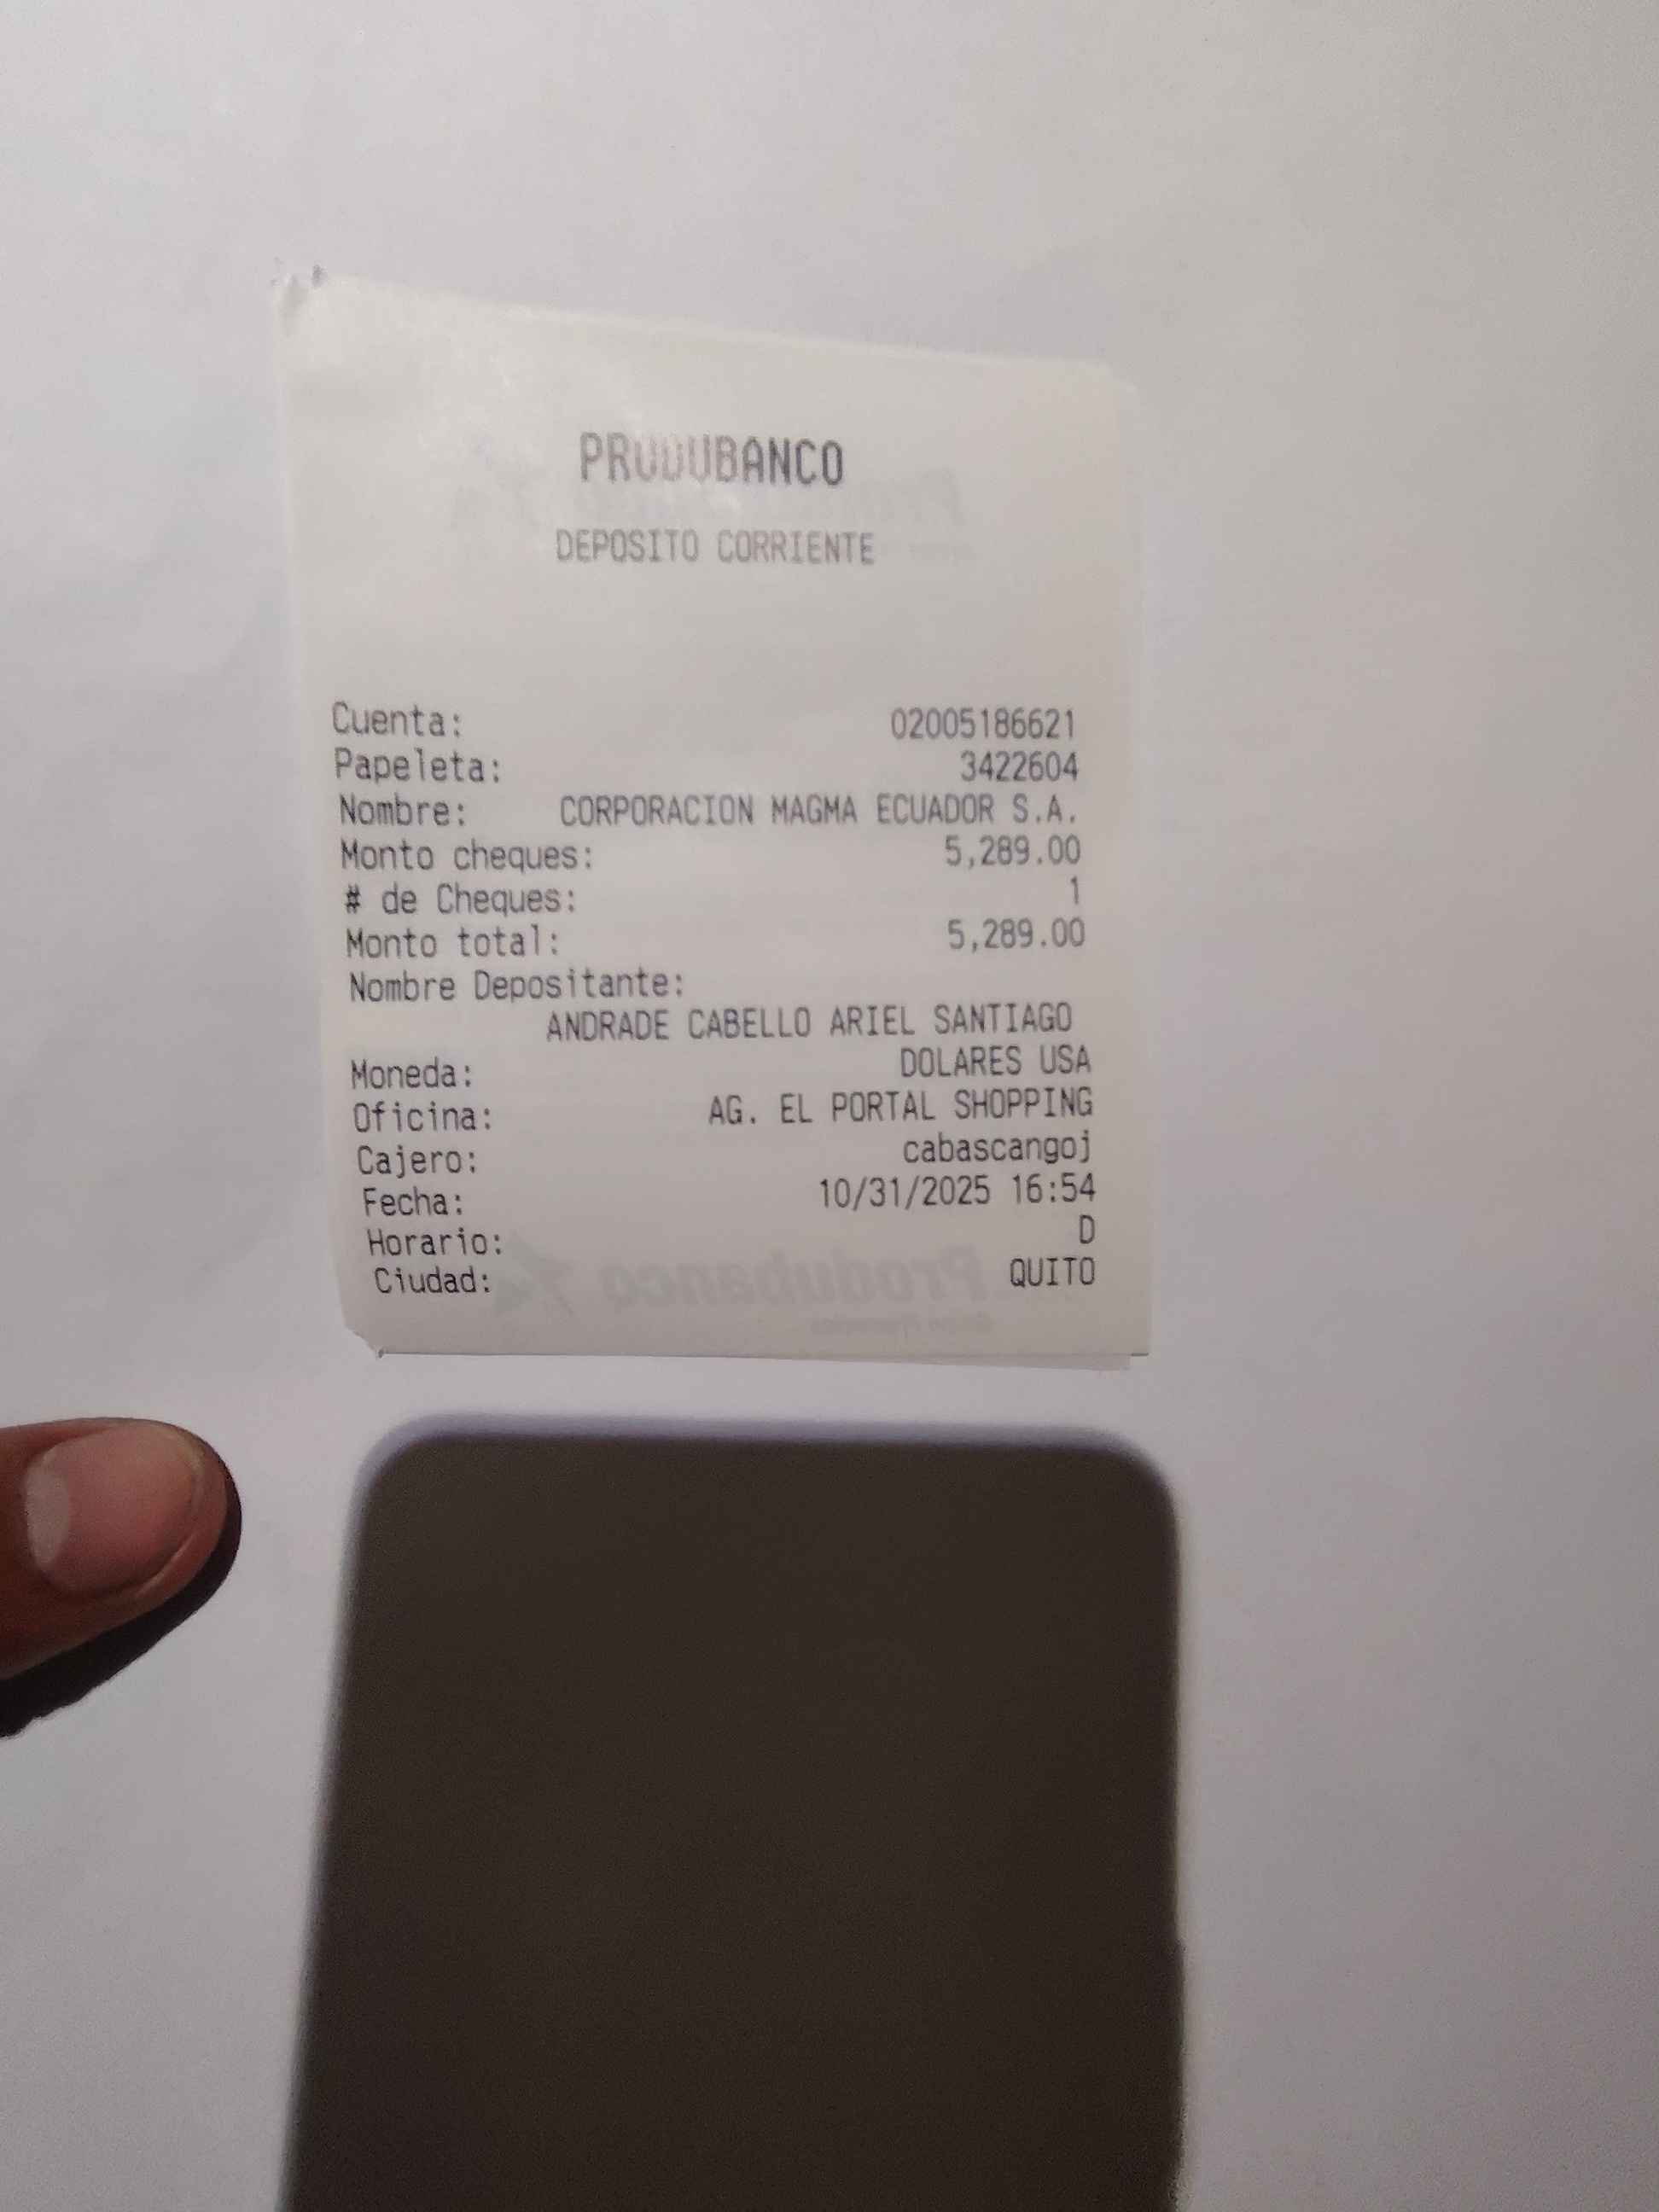 PRODUBANCO
DEPOSITO CORRIENTE
Cuenta: 02005186621
Papeleta: 3422604
Nombre: CORPORACION MAGMA ECUADOR S.A.
Monto cheques: 5,289.00
# de Cheques: 1
Monto total: 5,289.00
Nombre Depositante:
ANDRADE CABELLO ARIEL SANTIAGO
Moneda: DOLARES USA
Oficina: AG. EL PORTAL SHOPPING
Cajero: cabascangoj
Fecha: 10/31/2025 16:54
Horario: D
Ciudad: QUITO
Produbanco